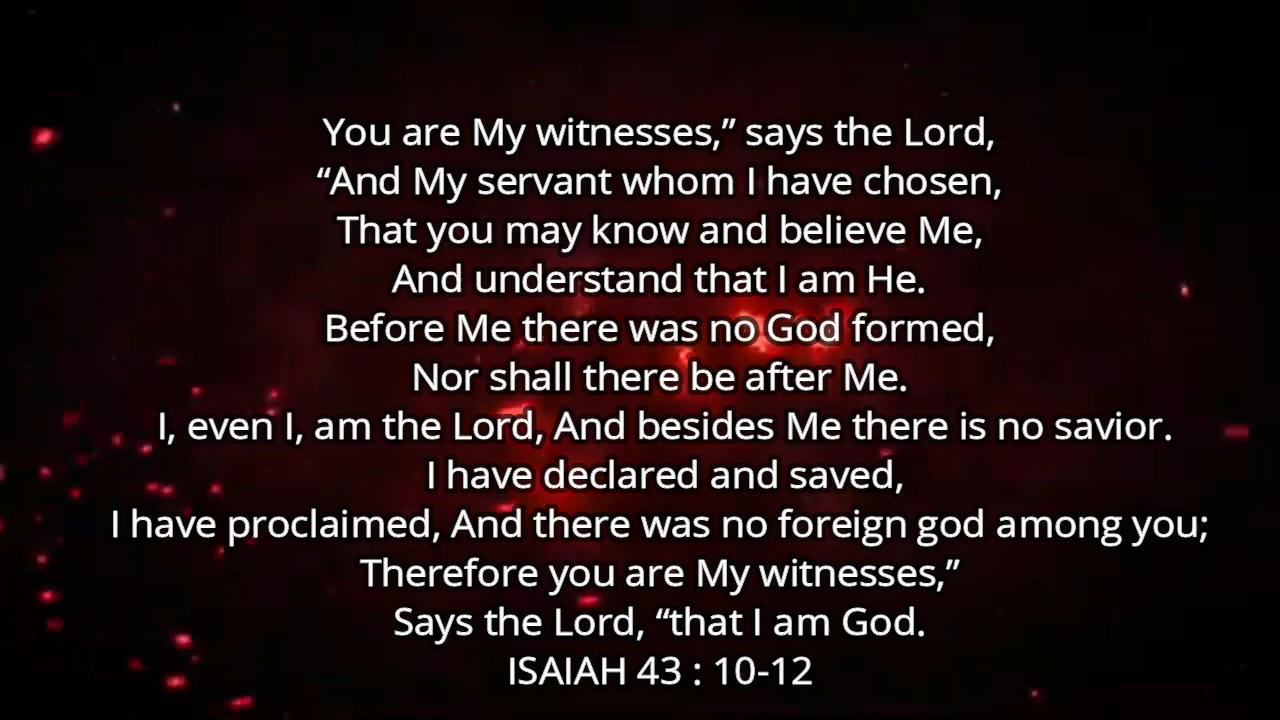 You are My witnesses,” says the Lord,
“And My servant whom I have chosen,
That you may know and believe Me,
And understand that I am He.
Before Me there was no God formed,
Nor shall there be after Me.
I, even I, am the Lord, And besides Me there is no savior.
I have declared and saved,
I have proclaimed, And there was no foreign god among you;
Therefore you are My witnesses,”
Says the Lord, “that I am God.
ISAIAH 43 : 10-12